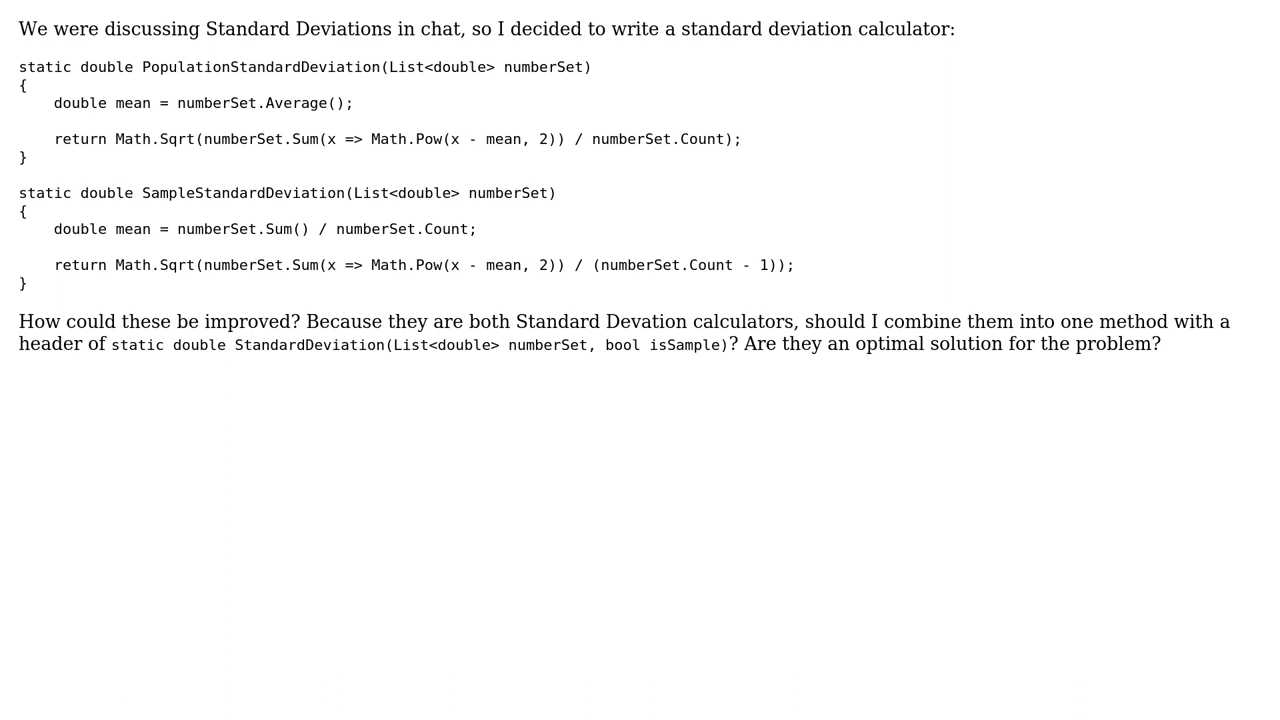 We were discussing Standard Deviations in chat, so I decided to write a standard deviation calculator:
static double PopulationStandardDeviation(List<double> numberSet)
{
    double mean = numberSet.Average();
    return Math.Sqrt(numberSet.Sum(x => Math.Pow(x - mean, 2)) / numberSet.Count);
}
static double SampleStandardDeviation(List<double> numberSet)
{
    double mean = numberSet.Sum() / numberSet.Count;
    return Math.Sqrt(numberSet.Sum(x => Math.Pow(x - mean, 2)) / (numberSet.Count - 1));
}
How could these be improved? Because they are both Standard Devation calculators, should I combine them into one method with a
header of static double StandardDeviation(List<double> numberSet, bool isSample)? Are they an optimal solution for the problem?